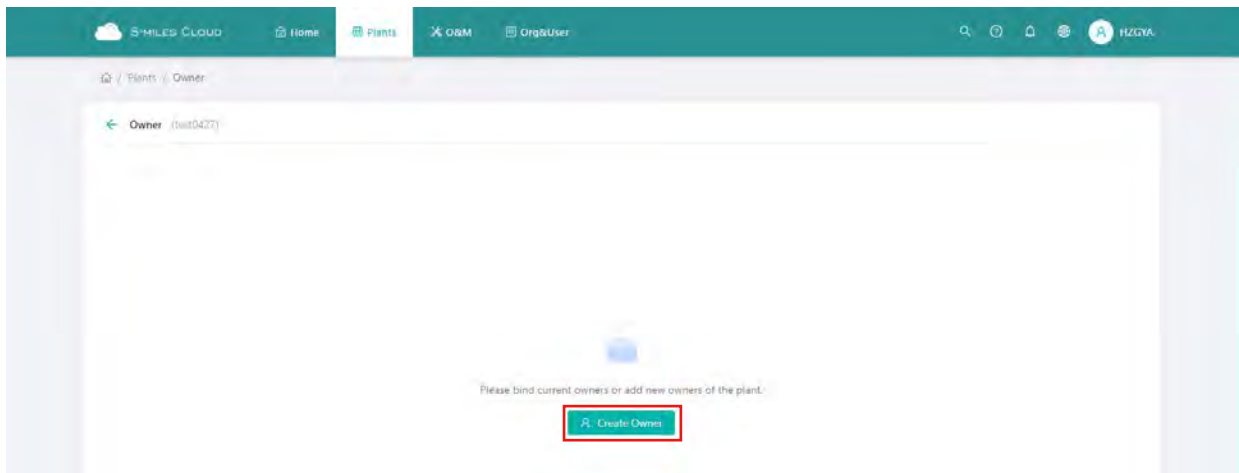 S-MILES CLOUD Home Plants O&M Org&User HZGYA
/ Plants / Owner
← Owner (test0427)
Please bind current owners or add new owners of the plant.
Create Owner